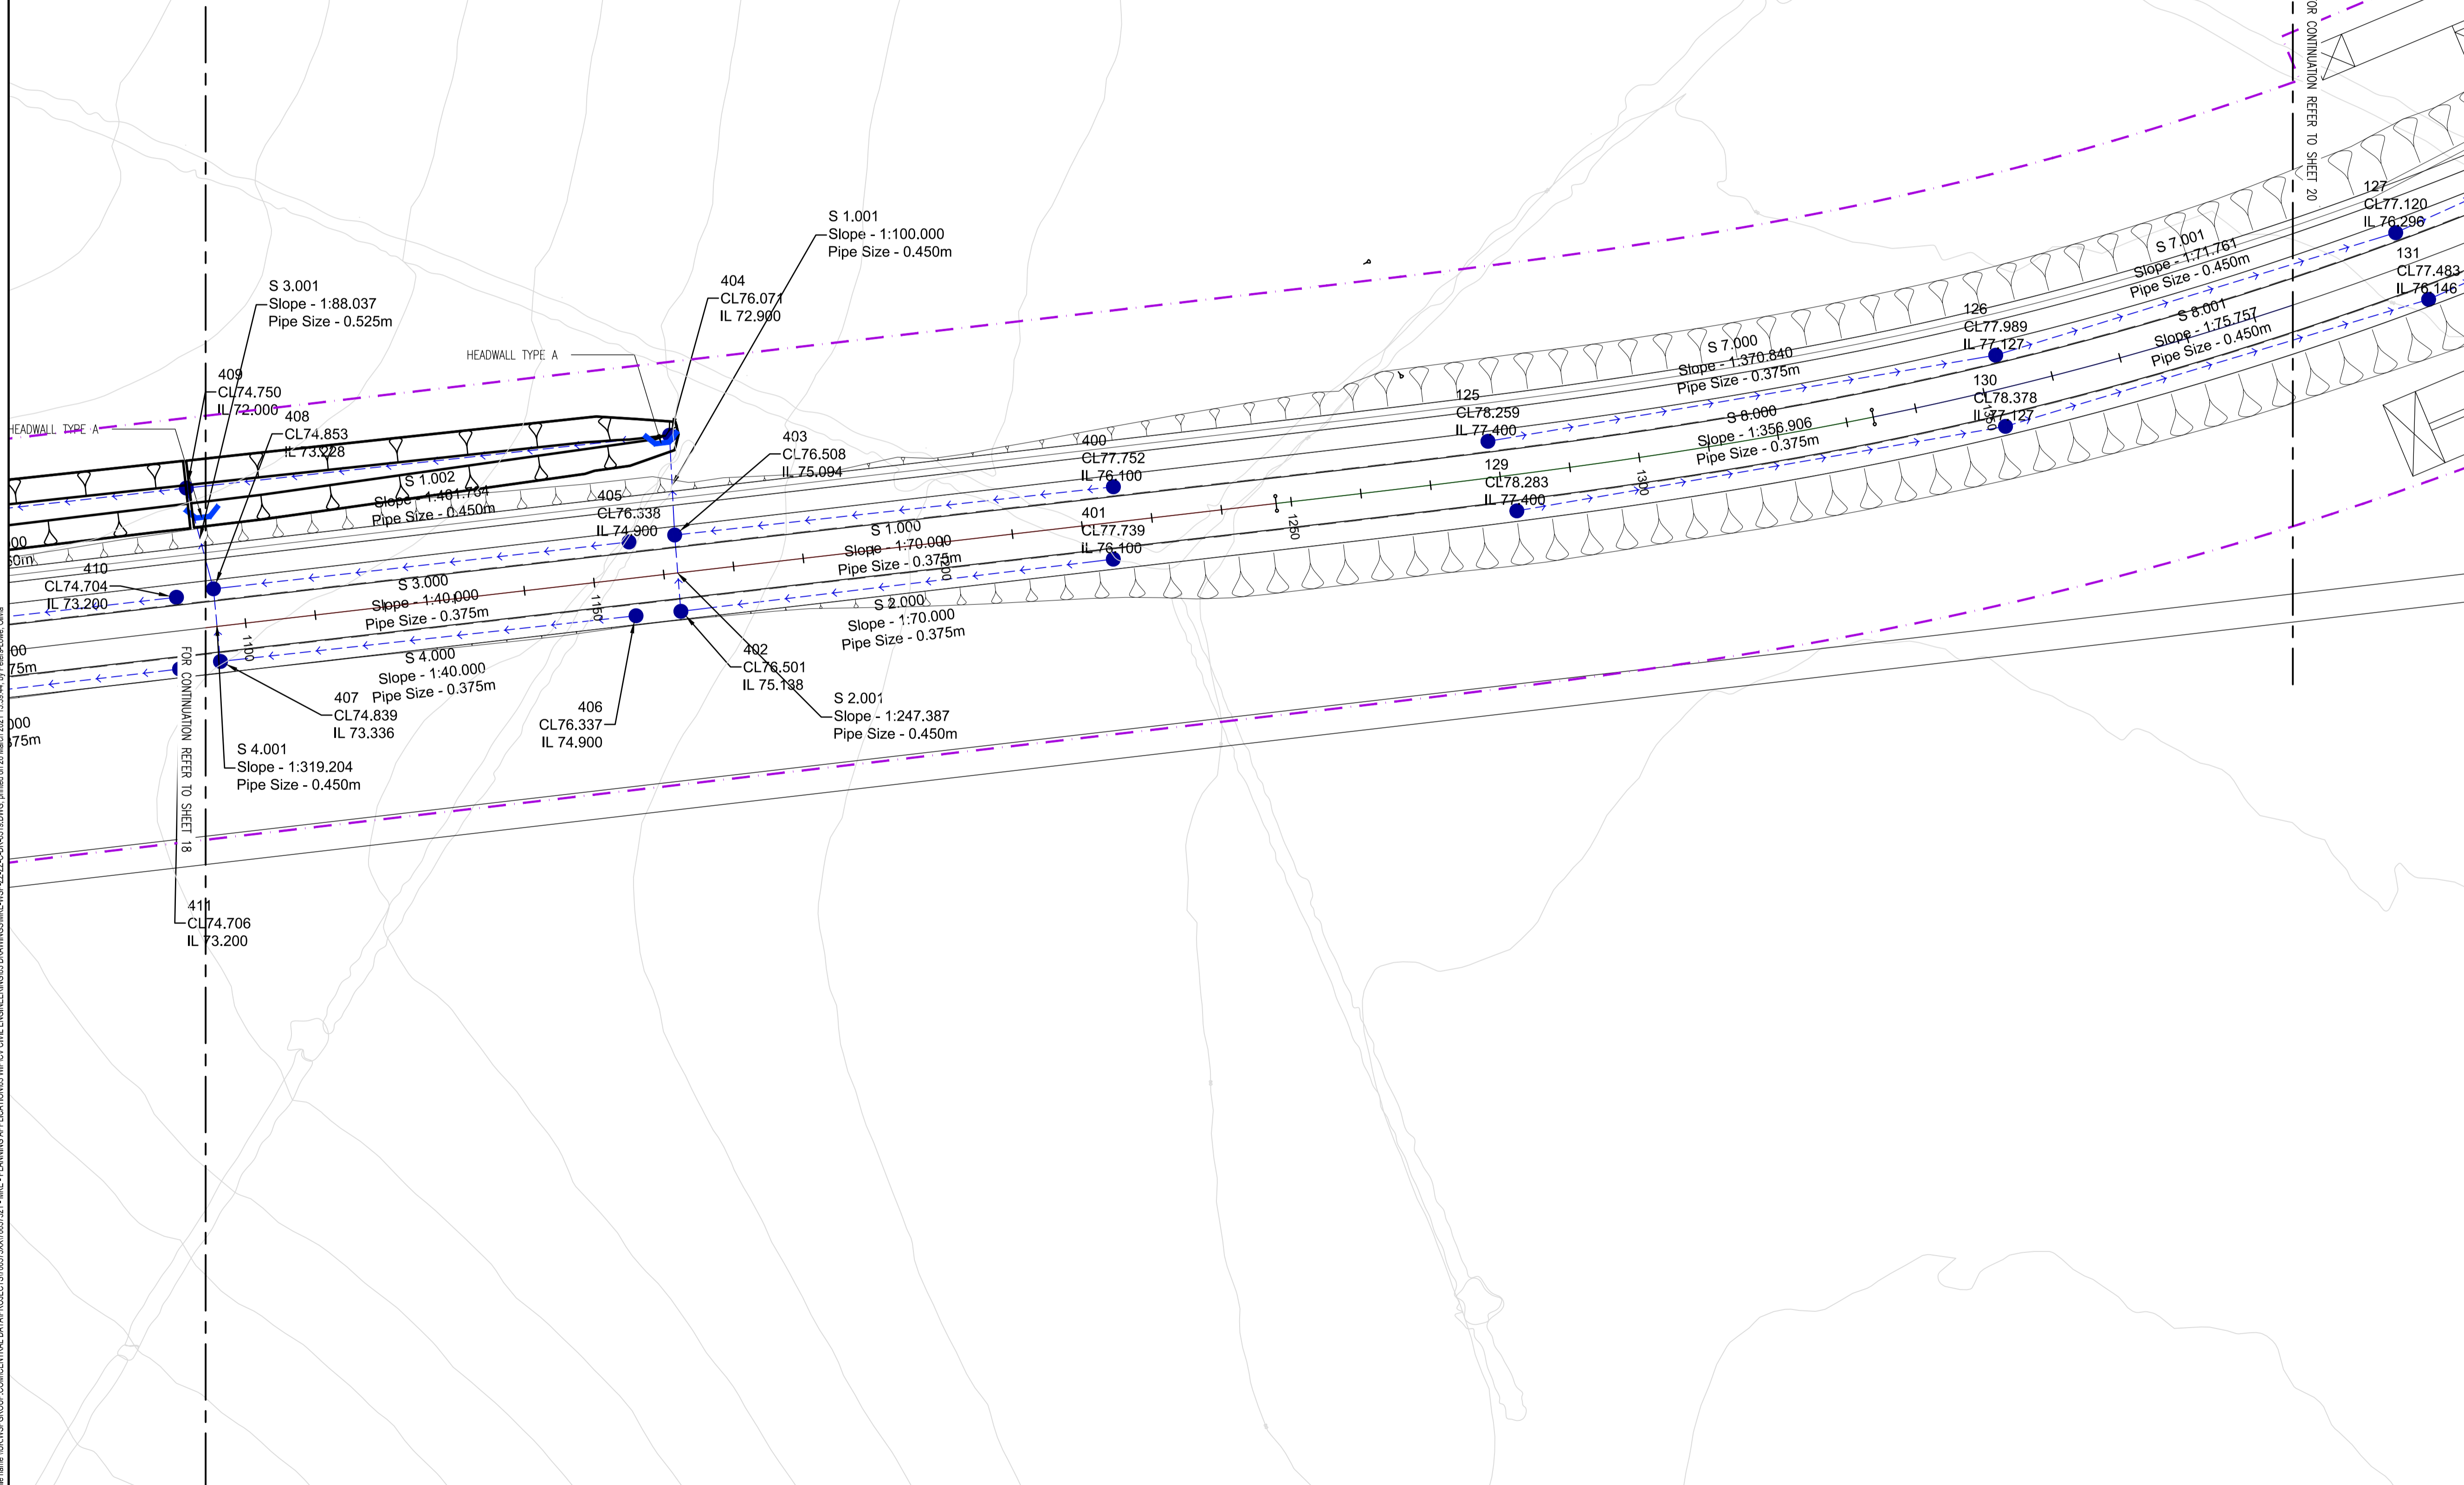 FOR CONTINUATION REFER TO SHEET 20
S 1.001
Slope - 1:100.000
Pipe Size - 0.450m
404
CL76.071
IL 72.900
S 3.001
Slope - 1:88.037
Pipe Size - 0.525m
HEADWALL TYPE A
409
CL74.750
IL 72.000
408
CL74.853
IL 73.228
HEADWALL TYPE A
127
CL77.120
IL 76.296
131
CL77.483
IL 76.146
S 7.001
Slope - 1:71.761
Pipe Size - 0.450m
S 8.001
Slope - 1:75.757
Pipe Size - 0.450m
126
CL77.989
IL 77.127
130
CL78.378
IL 77.127
S 7.000
Slope - 1:370.840
Pipe Size - 0.375m
S 8.000
Slope - 1:356.906
Pipe Size - 0.375m
125
CL78.259
IL 77.400
129
CL78.283
IL 77.400
400
CL77.752
IL 76.100
401
CL77.739
IL 76.100
403
CL76.508
IL 75.094
405
CL76.338
IL 74.900
S 1.002
Slope - 1:401.764
Pipe Size - 0.450m
S 1.000
Slope - 1:70.000
Pipe Size - 0.375m
S 3.000
Slope - 1:40.000
Pipe Size - 0.375m
S 2.000
Slope - 1:70.000
Pipe Size - 0.375m
S 4.000
Slope - 1:40.000
Pipe Size - 0.375m
410
CL74.704
IL 73.200
1100
1150
1200
1250
1300
1350
402
CL76.501
IL 75.138
407
CL74.839
IL 73.336
406
CL76.337
IL 74.900
S 2.001
Slope - 1:247.387
Pipe Size - 0.450m
S 4.001
Slope - 1:319.204
Pipe Size - 0.450m
FOR CONTINUATION REFER TO SHEET 18
411
CL74.706
IL 73.200